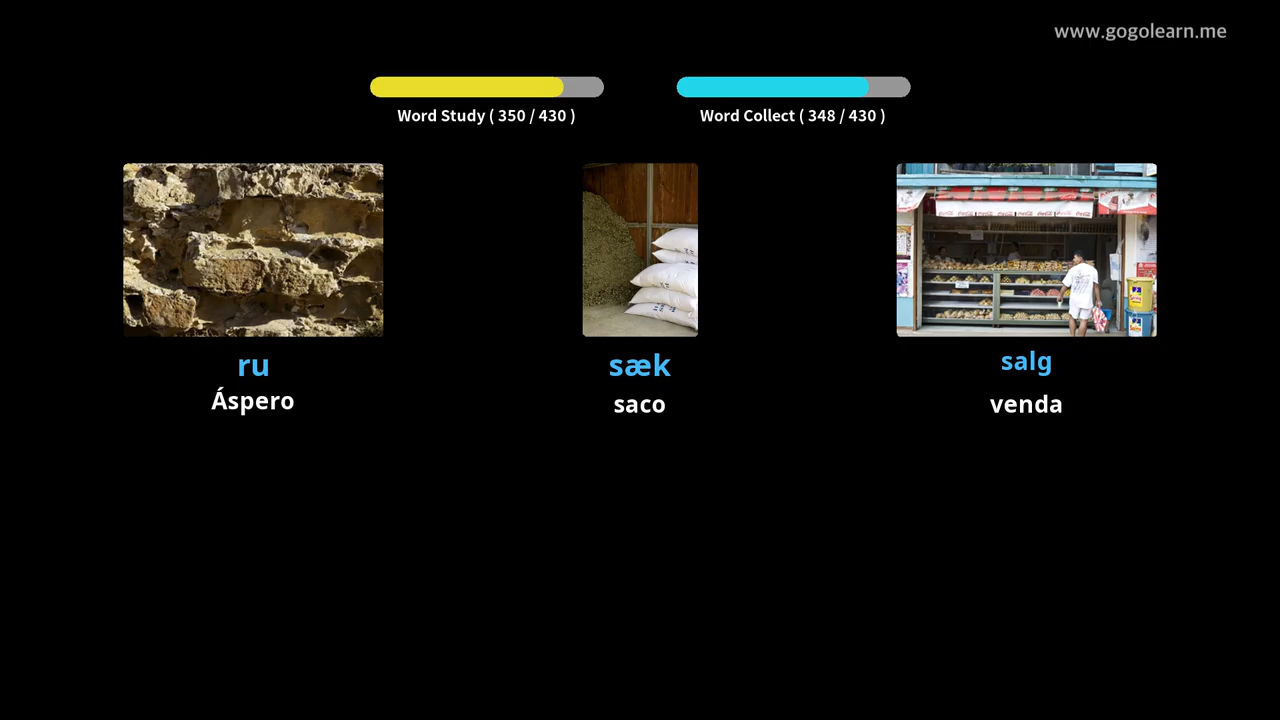 www.gogolearn.me
Word Study ( 350 / 430 )
Word Collect ( 348 / 430 )
ru
Áspero
sæk
saco
salg
venda